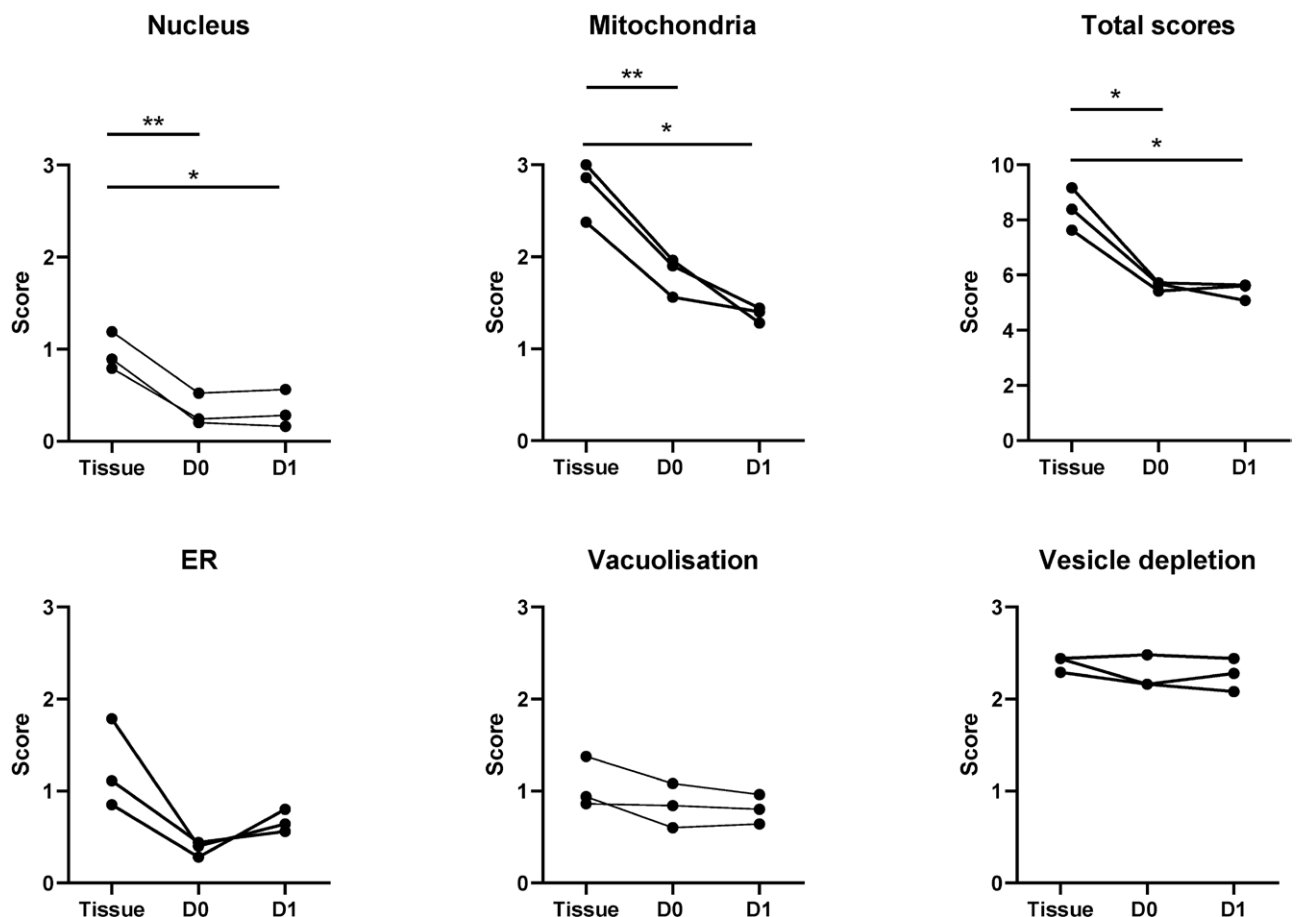 Nucleus
**
*
3
2
1
0
Score
Tissue D0 D1
Mitochondria
**
*
3
2
1
0
Score
Tissue D0 D1
Total scores
*
*
10
8
6
4
2
0
Score
Tissue D0 D1
ER
3
2
1
0
Score
Tissue D0 D1
Vacuolisation
3
2
1
0
Score
Tissue D0 D1
Vesicle depletion
3
2
1
0
Score
Tissue D0 D1